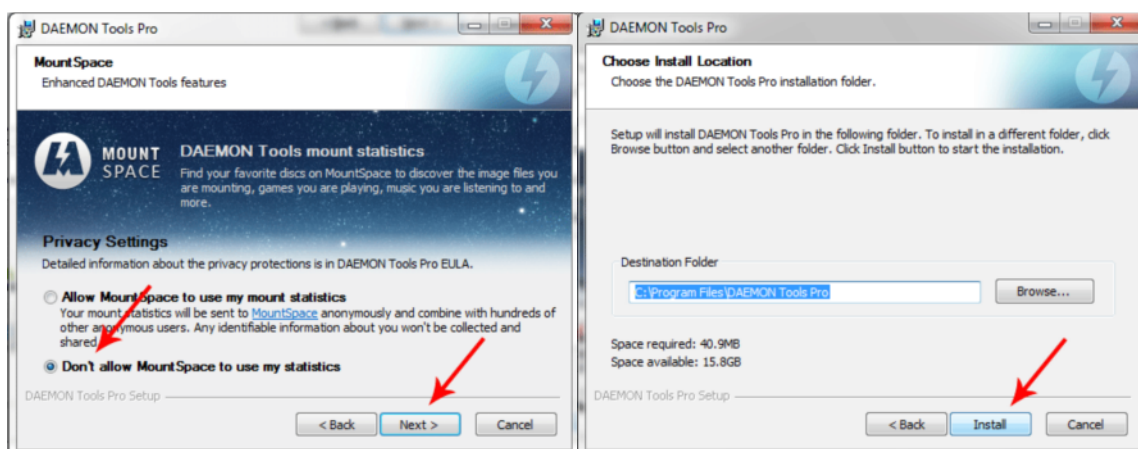 DAEMON Tools Pro
MountSpace
Enhanced DAEMON Tools features
MOUNT
SPACE
DAEMON Tools mount statistics
Find your favorite discs on MountSpace to discover the image files you
are mounting, games you are playing, music you are listening to and
more.
Privacy Settings
Detailed information about the privacy protections is in DAEMON Tools Pro EULA.
Allow MountSpace to use my mount statistics
Your mount statistics will be sent to MountSpace anonymously and combine with hundreds of
other anonymous users. Any identifiable information about you won't be collected and
shared.
Don't allow MountSpace to use my statistics
DAEMON Tools Pro Setup
< Back
Next >
Cancel
DAEMON Tools Pro
Choose Install Location
Choose the DAEMON Tools Pro installation folder.
Setup will install DAEMON Tools Pro in the following folder. To install in a different folder, click
Browse button and select another folder. Click Install button to start the installation.
Destination Folder
C:\Program Files\DAEMON Tools Pro
Browse...
Space required: 40.9MB
Space available: 15.8GB
DAEMON Tools Pro Setup
< Back
Install
Cancel